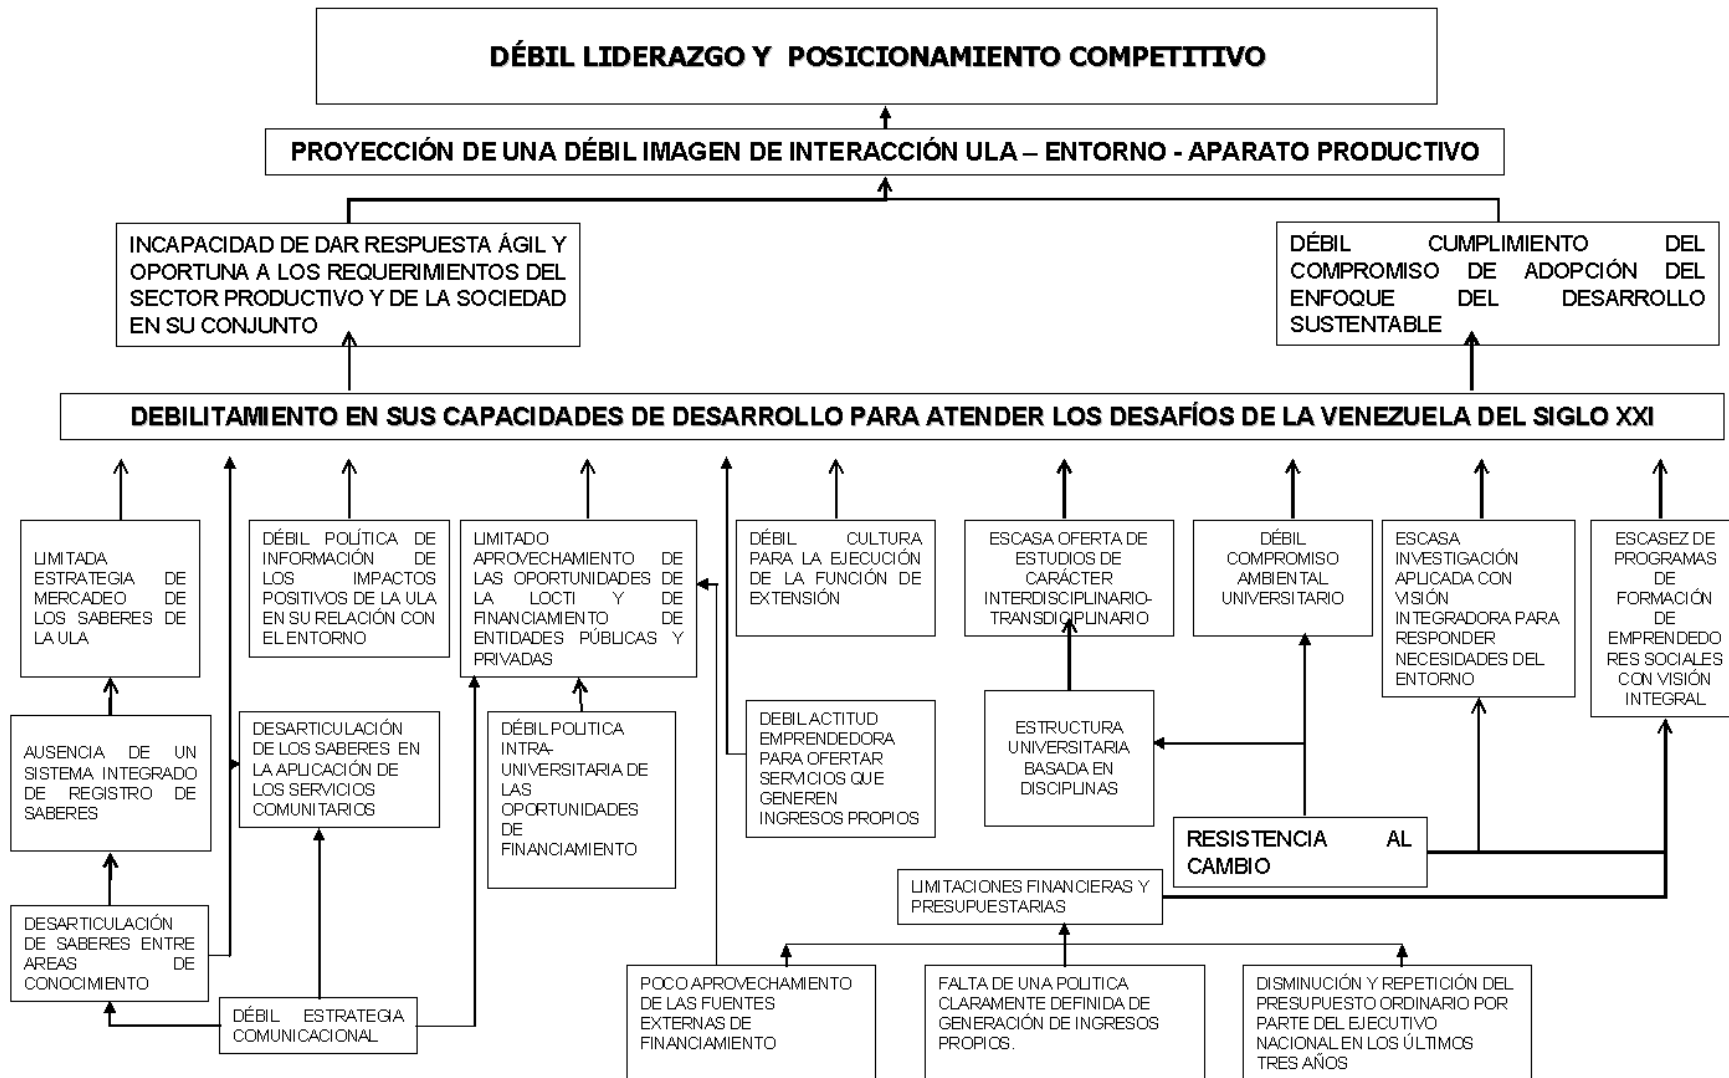 DÉBIL LIDERAZGO Y POSICIONAMIENTO COMPETITIVO
PROYECCIÓN DE UNA DÉBIL IMAGEN DE INTERACCIÓN ULA – ENTORNO - APARATO PRODUCTIVO
INCAPACIDAD DE DAR RESPUESTA ÁGIL Y
OPORTUNA A LOS REQUERIMIENTOS DEL
SECTOR PRODUCTIVO Y DE LA SOCIEDAD
EN SU CONJUNTO
DÉBIL CUMPLIMIENTO DEL
COMPROMISO DE ADOPCIÓN DEL
ENFOQUE DEL DESARROLLO
SUSTENTABLE
DEBILITAMIENTO EN SUS CAPACIDADES DE DESARROLLO PARA ATENDER LOS DESAFÍOS DE LA VENEZUELA DEL SIGLO XXI
LIMITADA
ESTRATEGIA DE
MERCADEO DE
LOS SABERES DE
LA ULA
DÉBIL POLÍTICA DE
INFORMACIÓN DE
LOS IMPACTOS
POSITIVOS DE LA ULA
EN SU RELACIÓN CON
EL ENTORNO
LIMITADO
APROVECHAMIENTO DE
LAS OPORTUNIDADES DE
LA LOCTI Y DE
FINANCIAMIENTO DE
ENTIDADES PÚBLICAS Y
PRIVADAS
DÉBIL CULTURA
PARA LA EJECUCIÓN
DE LA FUNCIÓN DE
EXTENSIÓN
ESCASA OFERTA DE
ESTUDIOS DE
CARÁCTER
INTERDISCIPLINARIO-
TRANSDICIPLINARIO
DÉBIL
COMPROMISO
AMBIENTAL
UNIVERSITARIO
ESCASA
INVESTIGACIÓN
APLICADA CON
VISIÓN
INTEGRADORA PARA
RESPONDER
NECESIDADES DEL
ENTORNO
ESCASEZ DE
PROGRAMAS
DE
FORMACIÓN
DE
EMPRENDEDO
RES SOCIALES
CON VISIÓN
INTEGRAL
AUSENCIA DE UN
SISTEMA INTEGRADO
DE REGISTRO DE
SABERES
DESARTICULACIÓN
DE LOS SABERES EN
LA APLICACIÓN DE
LOS SERVICIOS
COMUNITARIOS
DÉBIL POLITICA
INTRA-
UNIVERSITARIA DE
LAS
OPORTUNIDADES
DE
FINANCIAMIENTO
DEBIL ACTITUD
EMPRENDEDORA
PARA OFERTAR
SERVICIOS QUE
GENEREN
INGRESOS PROPIOS
ESTRUCTURA
UNIVERSITARIA
BASADA EN
DISCIPLINAS
RESISTENCIA AL
CAMBIO
LIMITACIONES FINANCIERAS Y
PRESUPUESTARIAS
DESARTICULACIÓN
DE SABERES ENTRE
AREAS DE
CONOCIMIENTO
DÉBIL ESTRATEGIA
COMUNICACIONAL
POCO APROVECHAMIENTO
DE LAS FUENTES
EXTERNAS DE
FINANCIAMIENTO
FALTA DE UNA POLITICA
CLARAMENTE DEFINIDA DE
GENERACIÓN DE INGRESOS
PROPIOS.
DISMINUCIÓN Y REPETICIÓN DEL
PRESUPUESTO ORDINARIO POR
PARTE DEL EJECUTIVO
NACIONAL EN LOS ÚLTIMOS
TRES AÑOS